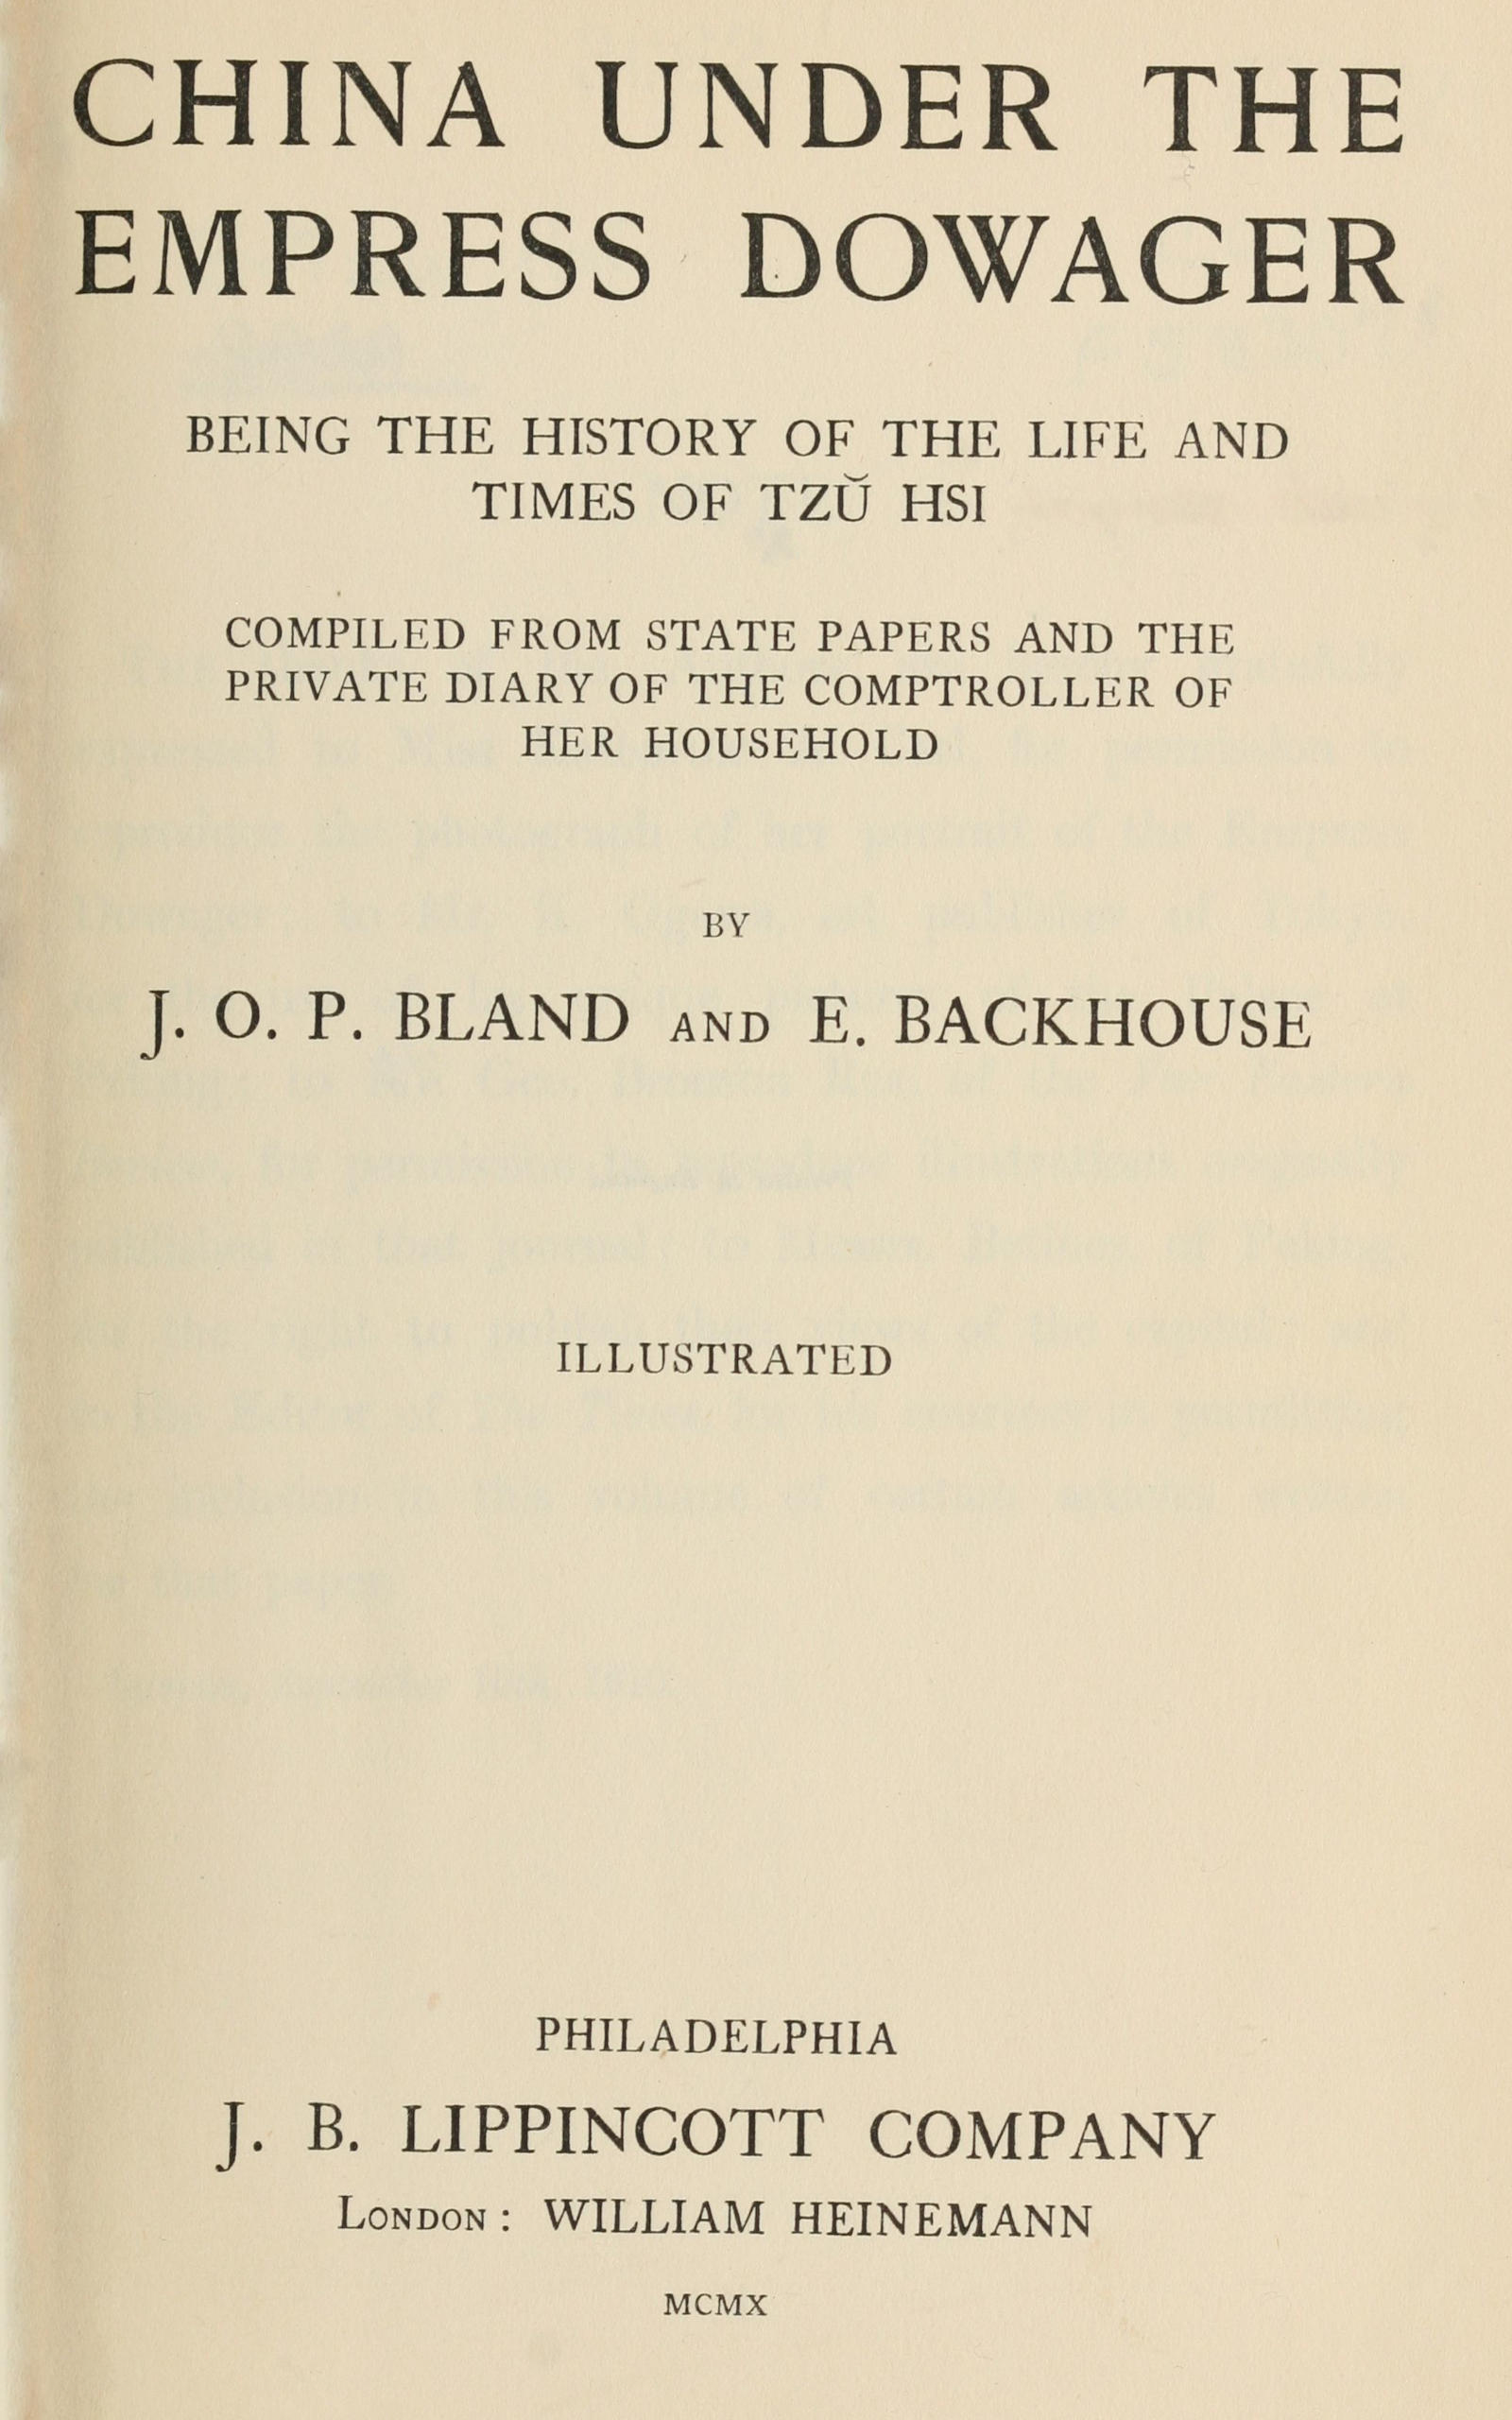 CHINA UNDER THE
EMPRESS DOWAGER
BEING THE HISTORY OF THE LIFE AND
TIMES OF TZŬ HSI
COMPILED FROM STATE PAPERS AND THE
PRIVATE DIARY OF THE COMPTROLLER OF
HER HOUSEHOLD
BY
J. O. P. BLAND AND E. BACKHOUSE
ILLUSTRATED
PHILADELPHIA
J. B. LIPPINCOTT COMPANY
LONDON: WILLIAM HEINEMANN
MCMX